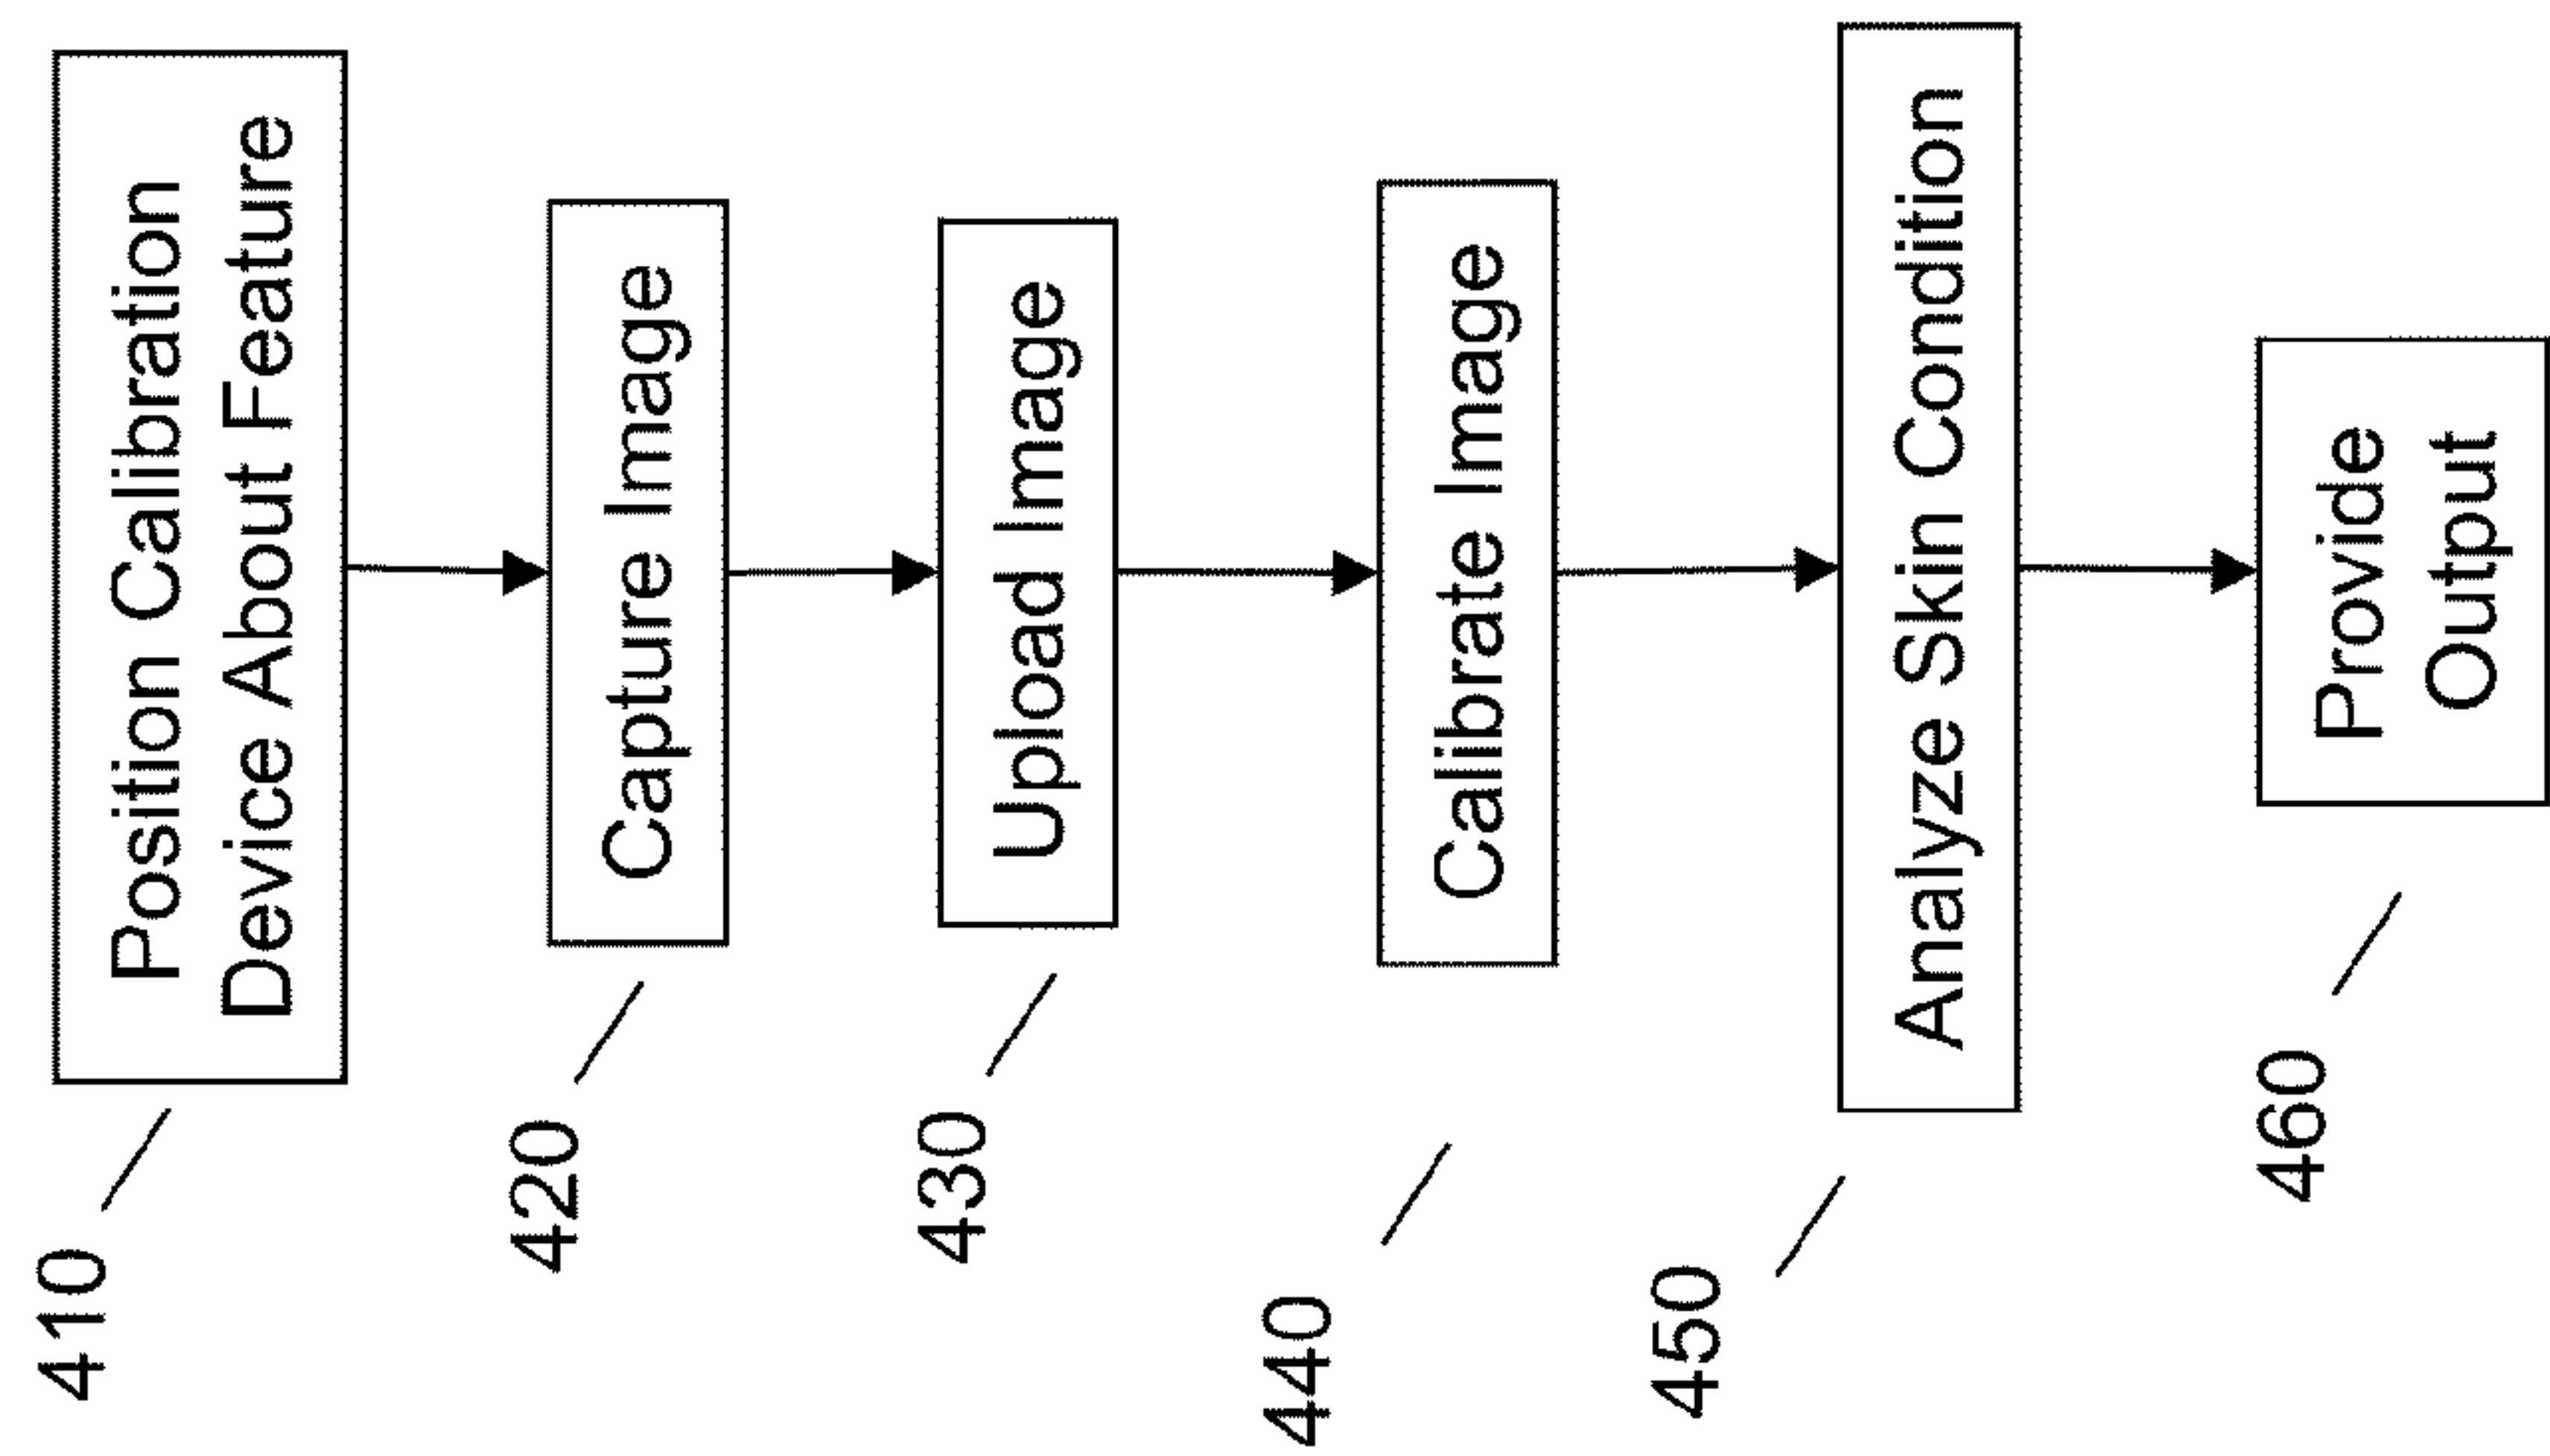 410
Position Calibration
Device About Feature
420
Capture Image
430
Upload Image
440
Calibrate Image
450
Analyze Skin Condition
460
Provide
Output